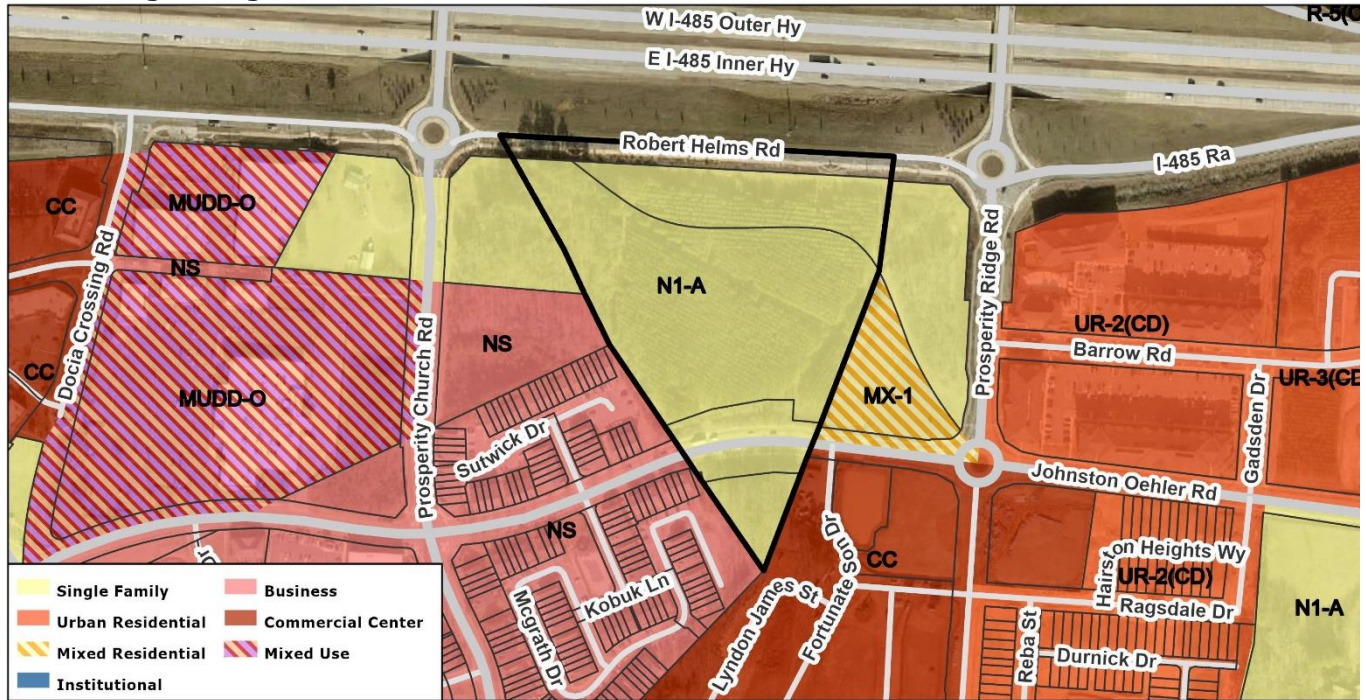 W I-485 Outer Hy
R-5(C
E I-485 Inner Hy
Robert Helms Rd
I-485 Ra
CC
MUDD-O
Docia Crossing Rd
NS
N1-A
Prosperity Church Rd
NS
Prosperity Ridge Rd
UR-2(CD)
Barrow Rd
CC
MUDD-O
MX-1
UR-3(CD
Gadsden Dr
Sutwick Dr
Johnston Oehler Rd
NS
CC
Hairston Heights Wy
UR-2(CD)
Kobuk Ln
Mcgrath Dr
Lyndon James St
Fortunate Son Dr
Ragsdale Dr
N1-A
Reba St
Durnick Dr
Dr
Single Family
Business
Urban Residential
Commercial Center
Mixed Residential
Mixed Use
Institutional